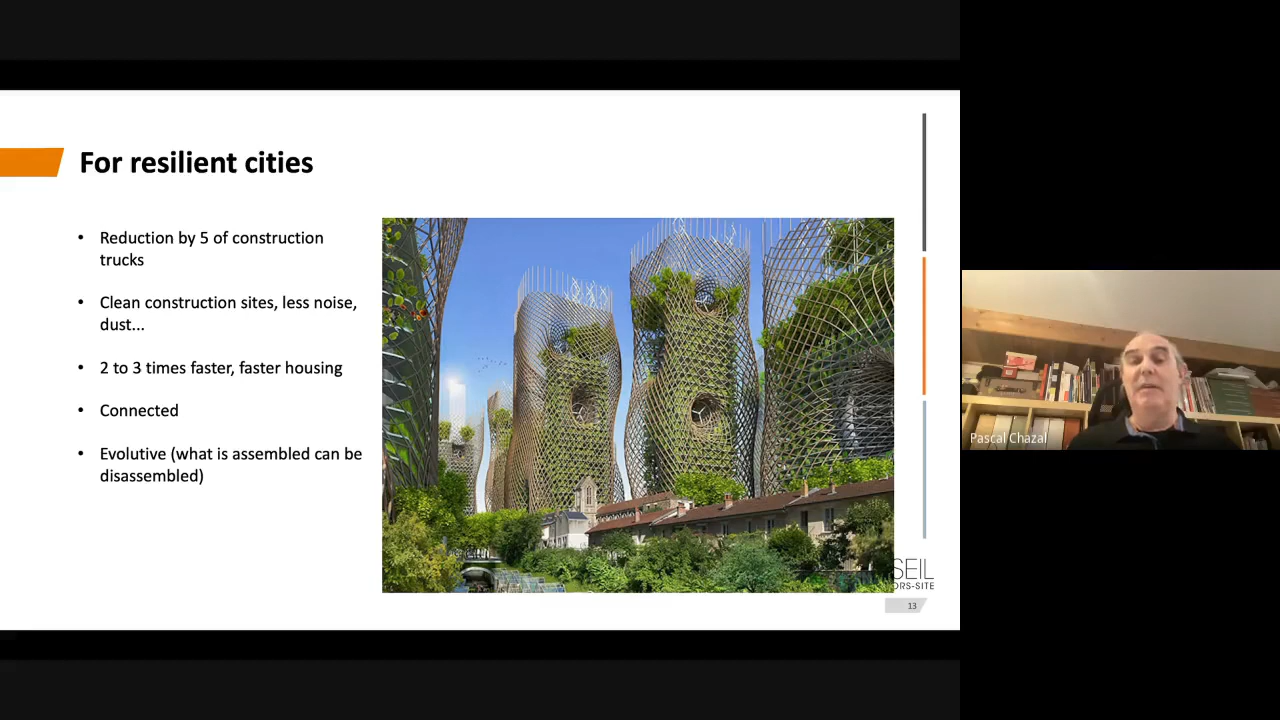 For resilient cities
• Reduction by 5 of construction
trucks
• Clean construction sites, less noise,
dust...
• 2 to 3 times faster, faster housing
• Connected
• Evolutive (what is assembled can be
disassembled)
SEIL
ORS-SITE
13
Pascal Chazal